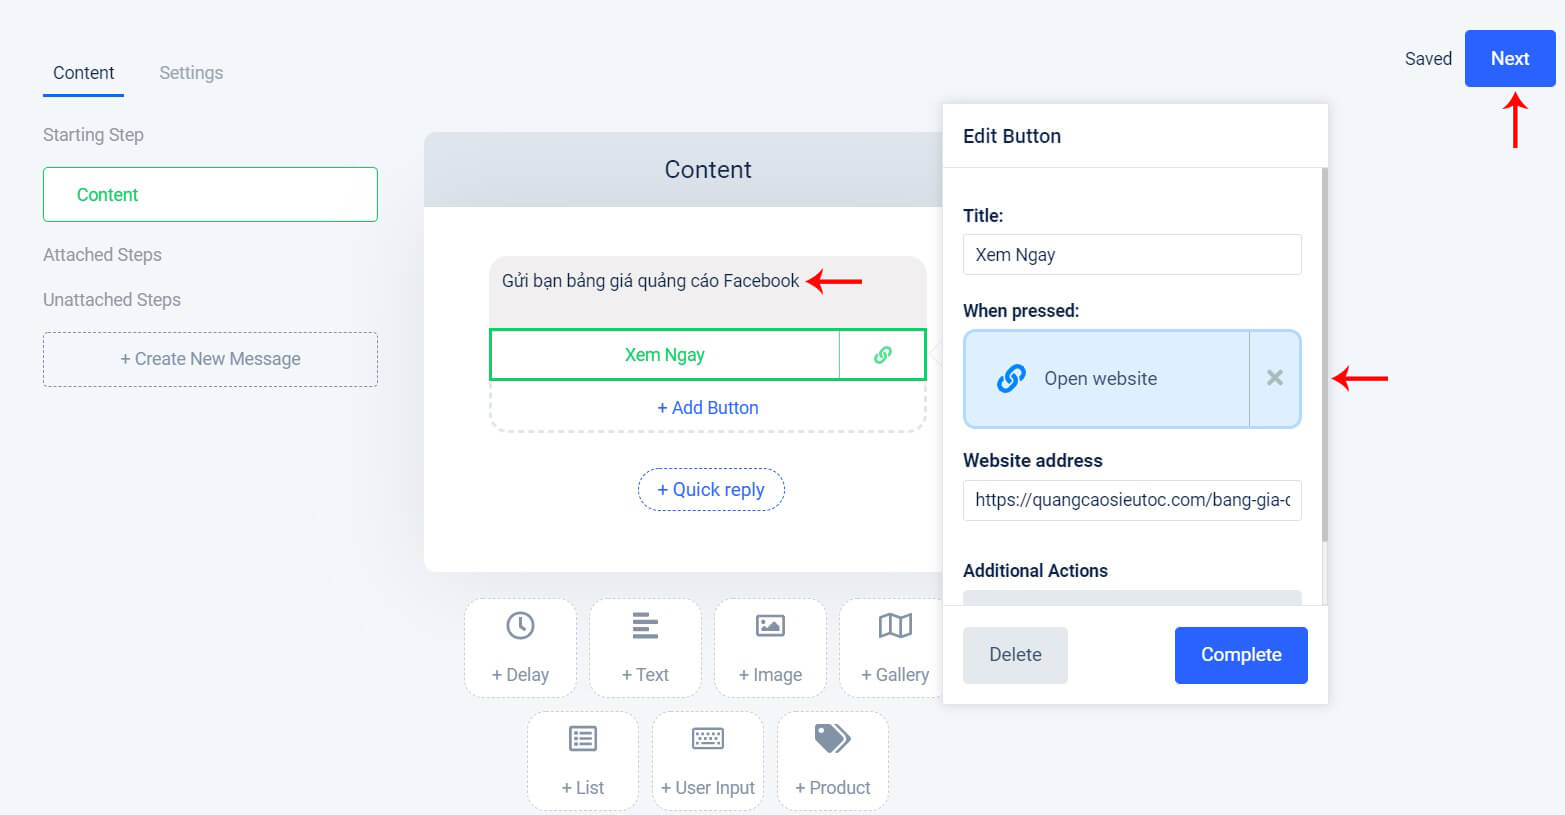 Content
Settings
Saved
Next
Starting Step
Content
Attached Steps
Unattached Steps
+ Create New Message
Content
Gửi bạn bảng giá quảng cáo Facebook
Xem Ngay
+ Add Button
+ Quick reply
+ Delay
+ Text
+ Image
+ Gallery
+ List
+ User Input
+ Product
Edit Button
Title:
Xem Ngay
When pressed:
Open website
Website address
https://quangcaosieutoc.com/bang-gia-c
Additional Actions
Delete
Complete